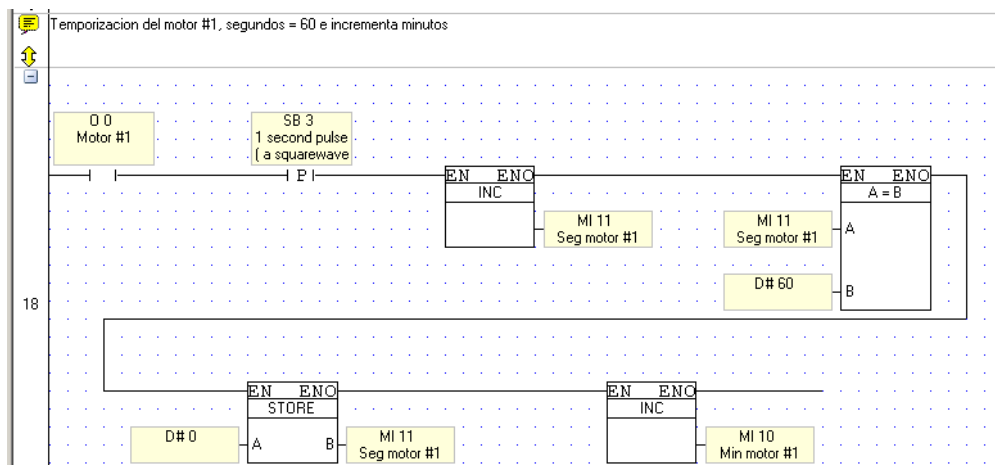 Temporizacion del motor #1, segundos = 60 e incrementa minutos
O 0
Motor #1
SB 3
1 second pulse
( a squarewave
P
EN ENO
INC
MI 11
Seg motor #1
EN ENO
A = B
MI 11
Seg motor #1
A
D# 60
B
18
EN ENO
STORE
D# 0
A
B
MI 11
Seg motor #1
EN ENO
INC
MI 10
Min motor #1